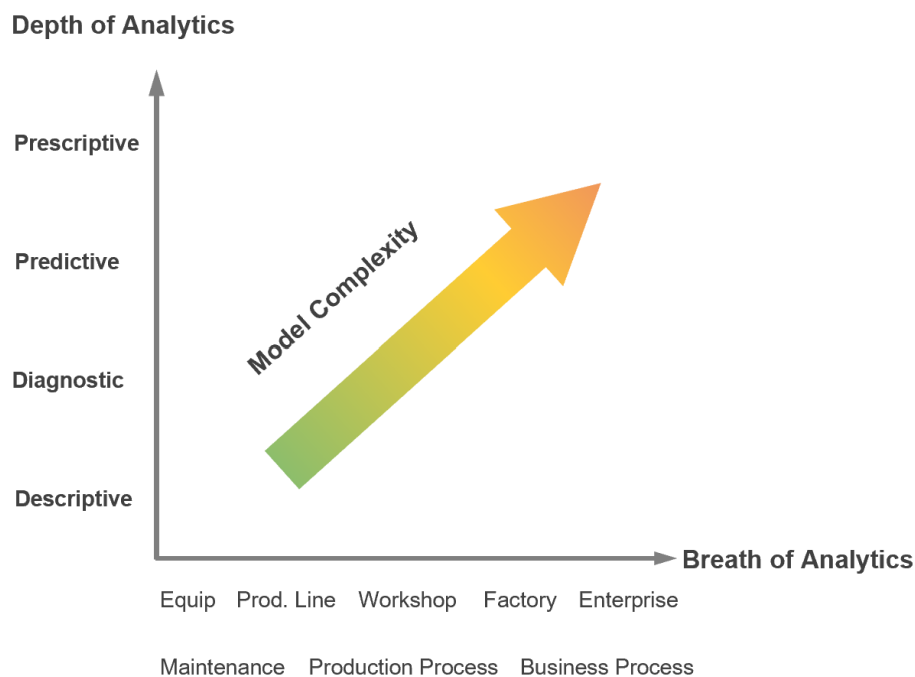 Depth of Analytics
Prescriptive
Predictive
Model Complexity
Diagnostic
Descriptive
Breath of Analytics
Equip Prod. Line Workshop Factory Enterprise
Maintenance Production Process Business Process